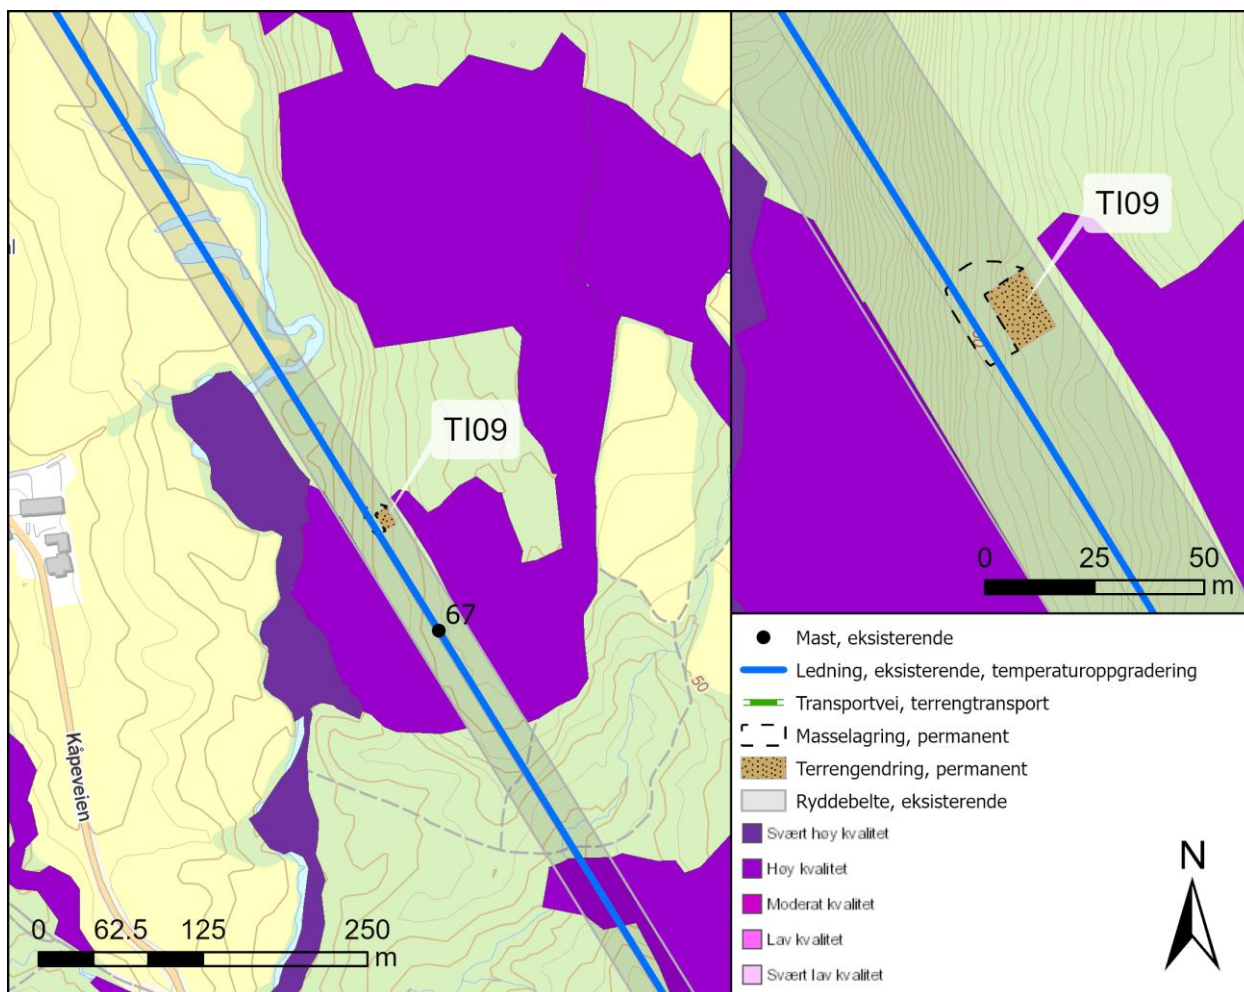 al
TI09
67
50
Kåpeveien
0 62.5 125 250
m
TI09
50
0 25 50
m
Mast, eksisterende
Ledning, eksisterende, temperaturoppgradering
Transportvei, terrengtransport
Masselagring, permanent
Terrengendring, permanent
Ryddebelte, eksisterende
Svært høy kvalitet
Høy kvalitet
Moderat kvalitet
Lav kvalitet
Svært lav kvalitet
N